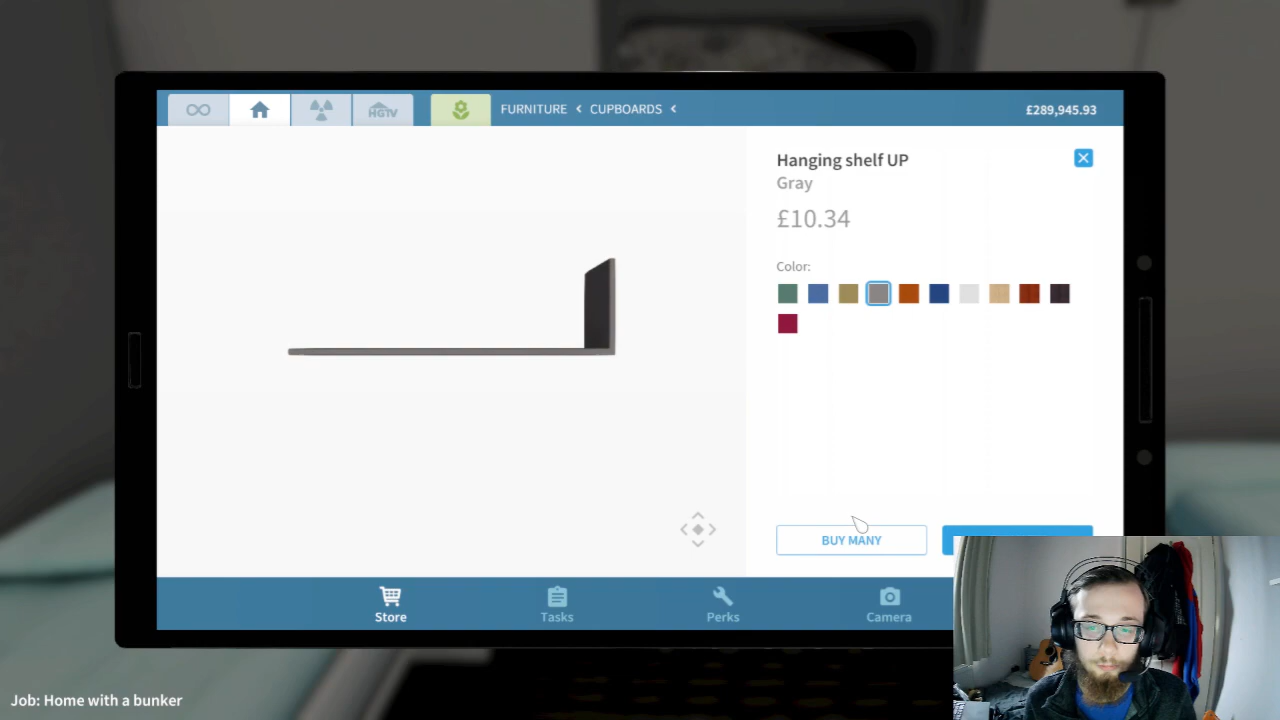 HGTV
FURNITURE < CUPBOARDS <
£289,945.93
Hanging shelf UP
Gray
£10.34
Color:
BUY MANY
Store
Tasks
Perks
Camera
Job: Home with a bunker